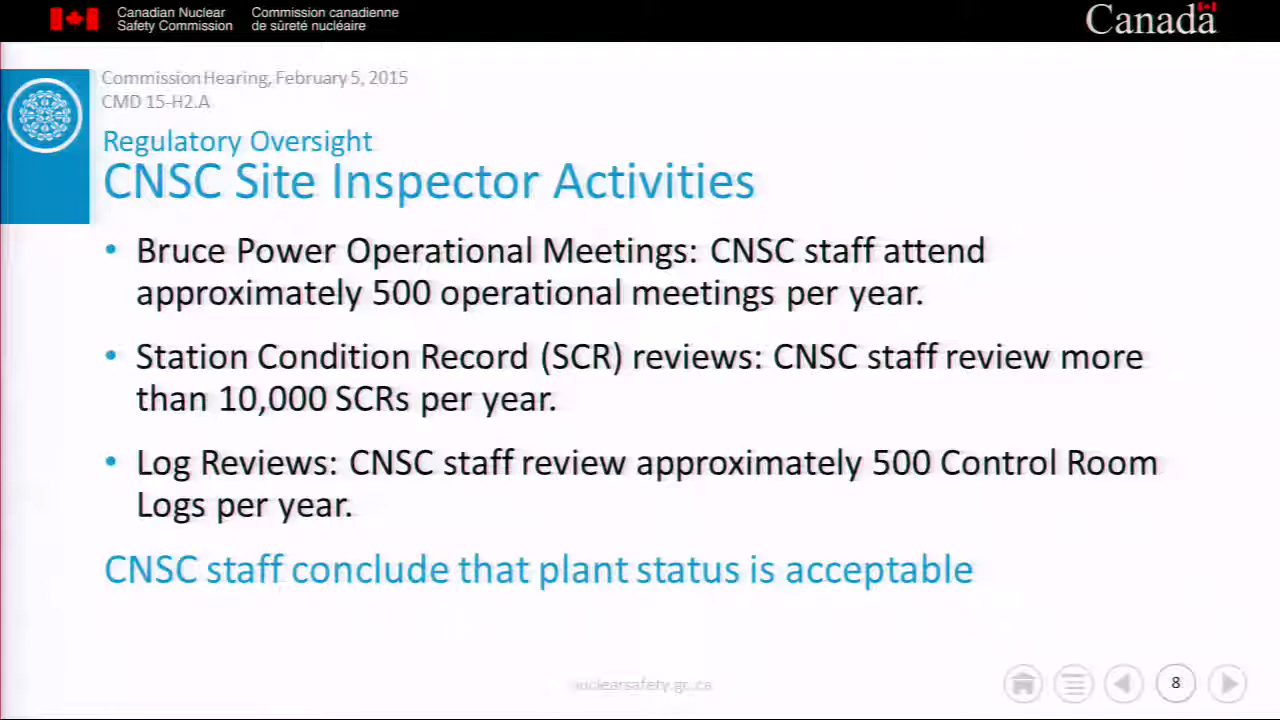 Canadian Nuclear Safety Commission
Commission canadienne de sûreté nucléaire
Canada
Commission Hearing, February 5, 2015
CMD 15-H2.A
Regulatory Oversight
CNSC Site Inspector Activities
• Bruce Power Operational Meetings: CNSC staff attend
approximately 500 operational meetings per year.
• Station Condition Record (SCR) reviews: CNSC staff review more
than 10,000 SCRs per year.
• Log Reviews: CNSC staff review approximately 500 Control Room
Logs per year.
CNSC staff conclude that plant status is acceptable
nuclearsafety.gc.ca
8